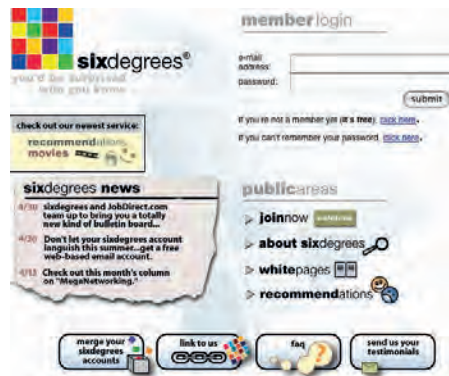 sixdegrees®
you'd be surprised
who you know
check out our newest service:
recommendations
movies
sixdegrees news
4/30 sixdegrees and JobDirect.com
team up to bring you a totally
new kind of bulletin board...
4/20 Don't let your sixdegrees account
languish this summer...get a free
web-based email account.
4/13 Check out this month's column
on "MegaNetworking."
memberlogin
e-mail
address:
password:
submit
If you're not a member yet (it's free), click here.
If you can't remember your password, click here.
publicareas
joinnow
about sixdegrees
whitepages
recommendations
merge your
sixdegrees
accounts
link to us
faq
send us your
testimonials